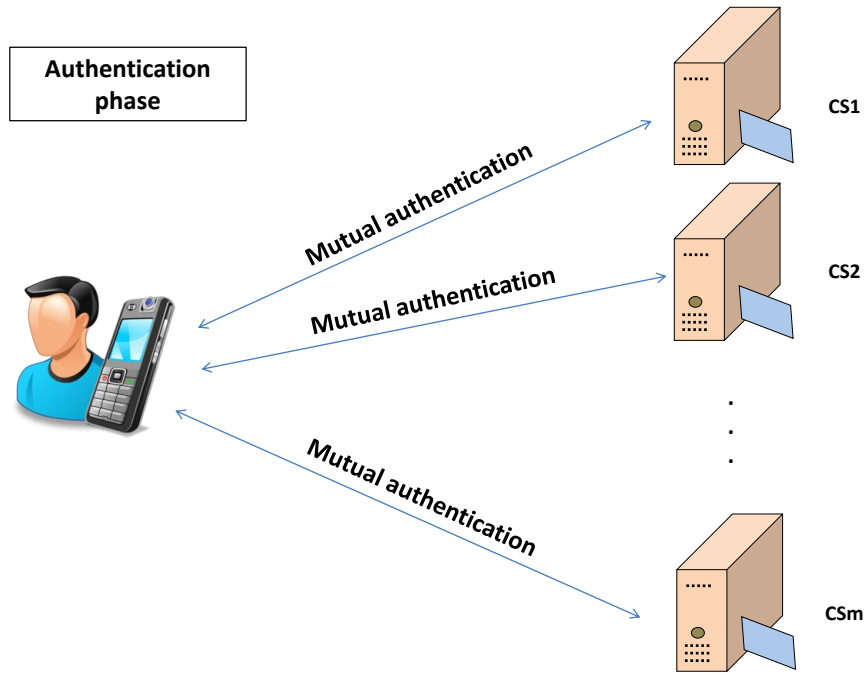 Authentication
phase
CS1
Mutual authentication
CS2
Mutual authentication
Mutual authentication
CSm